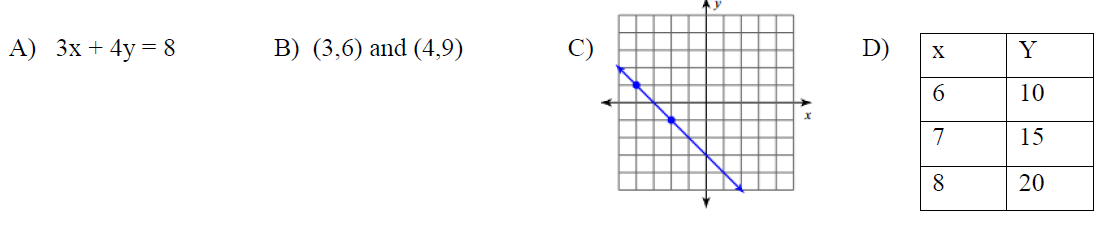 A) 3x + 4y = 8
B) (3,6) and (4,9)
C)
y
x
D)
x Y
6 10
7 15
8 20